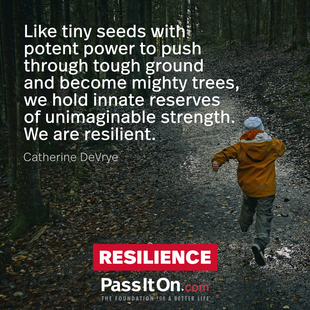 Like tiny seeds with
potent power to push
through tough ground
and become mighty trees,
we hold innate reserves
of unimaginable strength.
We are resilient.
Catherine DeVrye
RESILIENCE
PassItOn.com
THE FOUNDATION FOR A BETTER LIFE